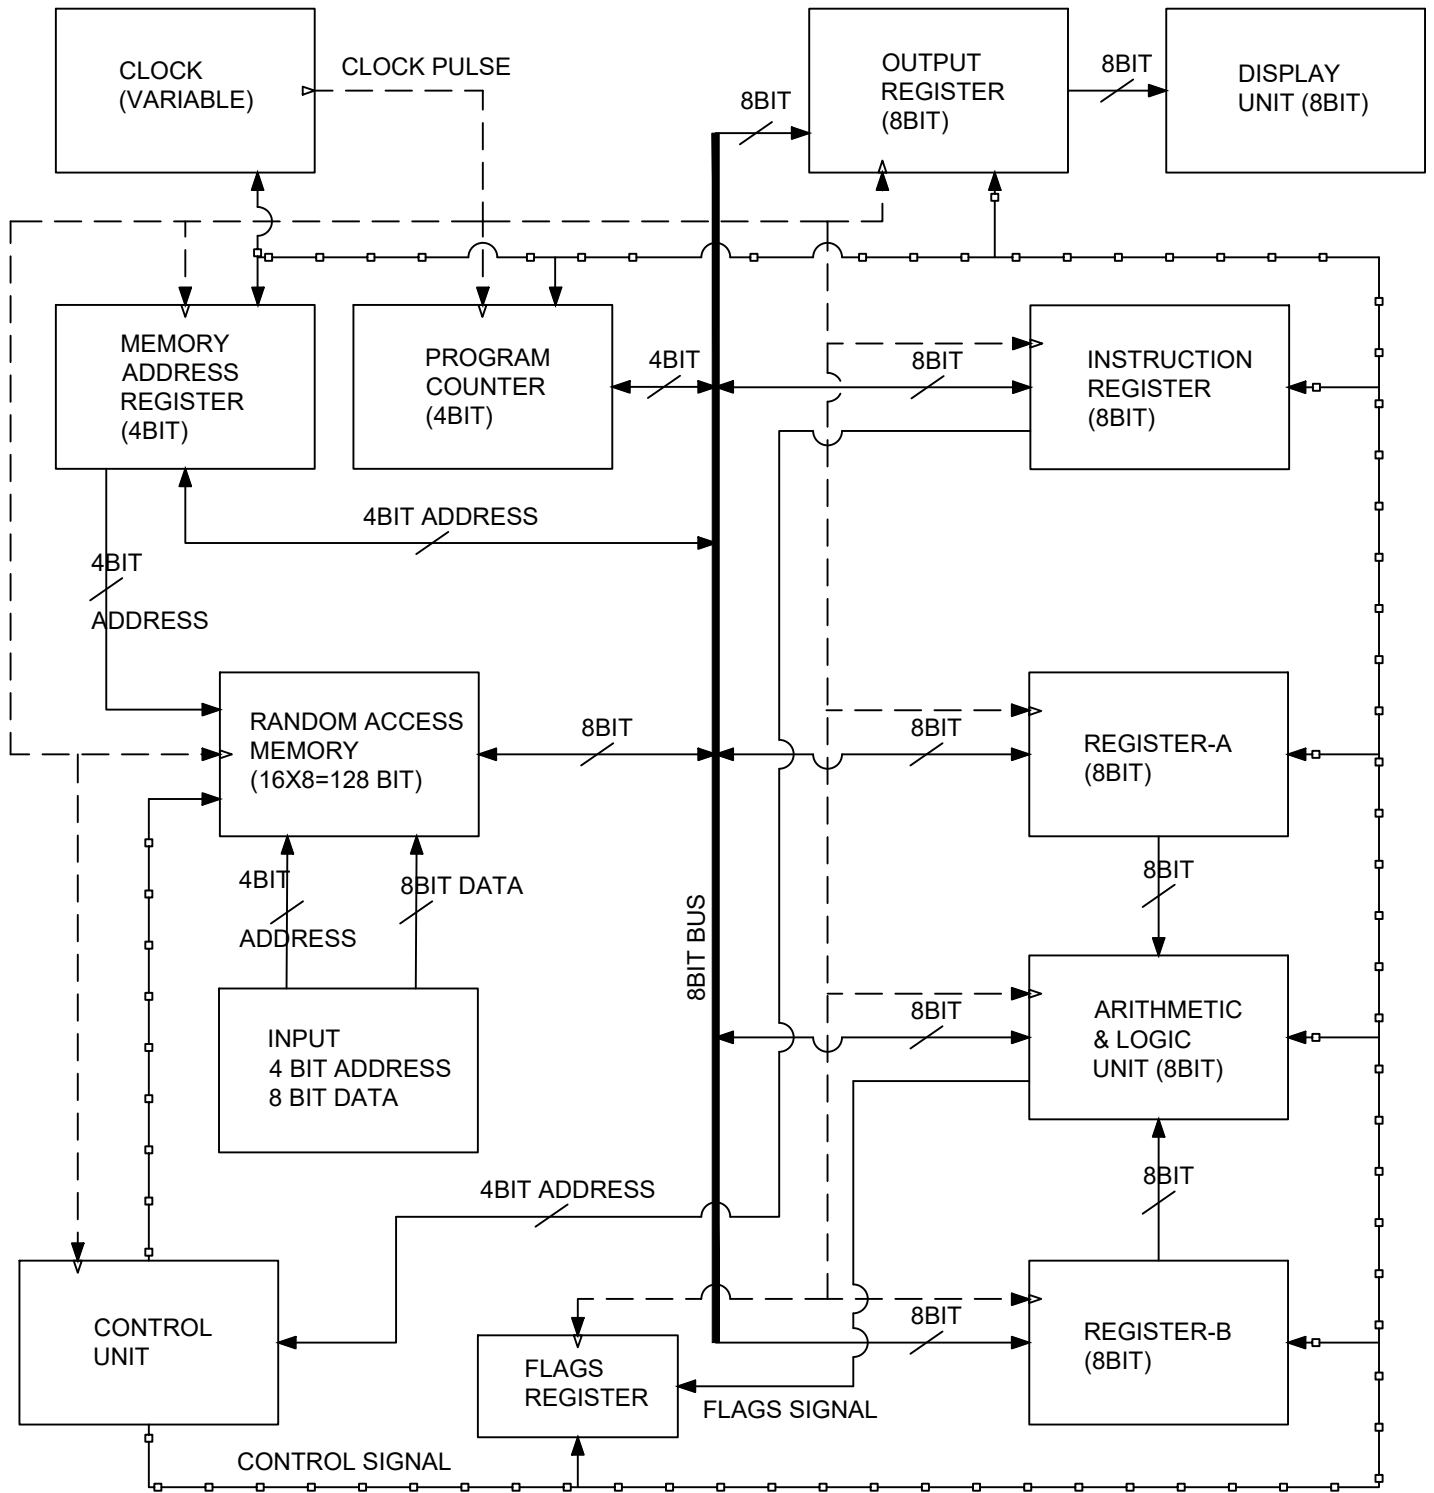 CLOCK
(VARIABLE)
CLOCK PULSE
8BIT
OUTPUT
REGISTER
(8BIT)
8BIT
DISPLAY
UNIT (8BIT)
MEMORY
ADDRESS
REGISTER
(4BIT)
PROGRAM
COUNTER
(4BIT)
4BIT
8BIT
INSTRUCTION
REGISTER
(8BIT)
4BIT ADDRESS
4BIT
ADDRESS
RANDOM ACCESS
MEMORY
(16X8=128 BIT)
8BIT
8BIT
REGISTER-A
(8BIT)
4BIT
ADDRESS
8BIT DATA
8BIT BUS
8BIT
INPUT
4 BIT ADDRESS
8 BIT DATA
8BIT
ARITHMETIC
& LOGIC
UNIT (8BIT)
4BIT ADDRESS
8BIT
CONTROL
UNIT
FLAGS
REGISTER
8BIT
REGISTER-B
(8BIT)
FLAGS SIGNAL
CONTROL SIGNAL